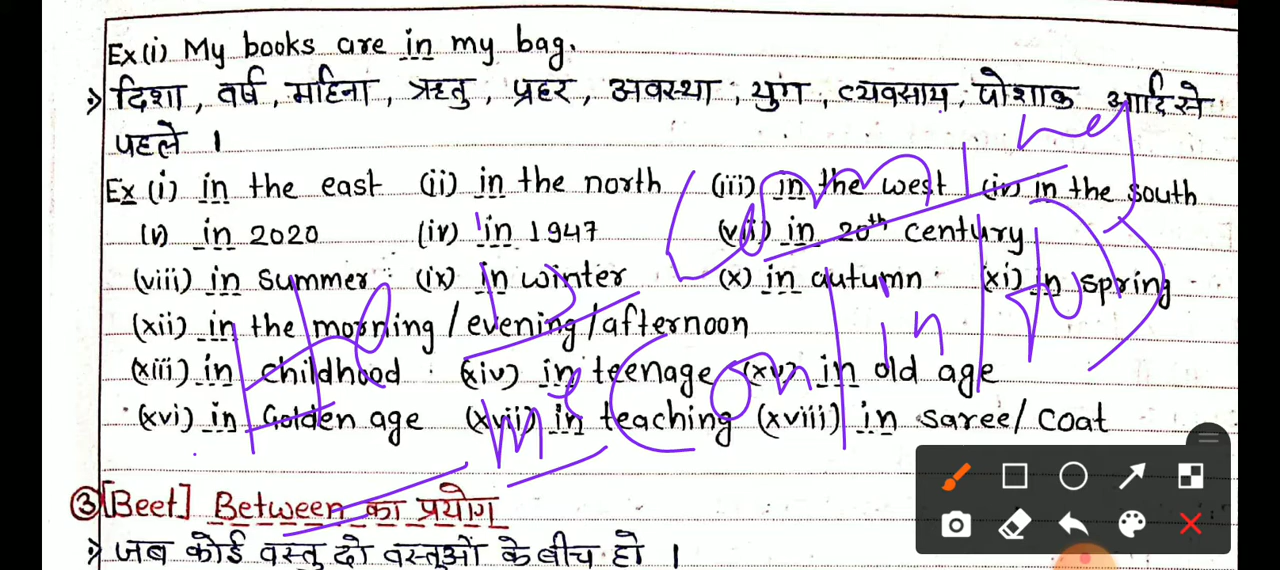 Ex(i) My books are in my bag.
=> दिशा, वर्ष, महिना, ऋतु, प्रहर, अवस्था, युग, व्यवसाय, पोशाक आदि से
पहले ।
Ex (i) in the east (ii) in the north (iii) in the west (iv) in the south
(v) in 2020 (iv) in 1947 (vii) in 20th century
(viii) in summer (ix) in winter (x) in autumn (xi) in spring
(xii) in the morning / evening / afternoon
(xiii) in childhood (xiv) in teenage (xv) in old age
(xvi) in Golden age (xvii) in teaching (xviii) in saree / coat
③ [Beet] Between का प्रयोग
=> जब कोई वस्तु दो वस्तुओं के बीच हो ।